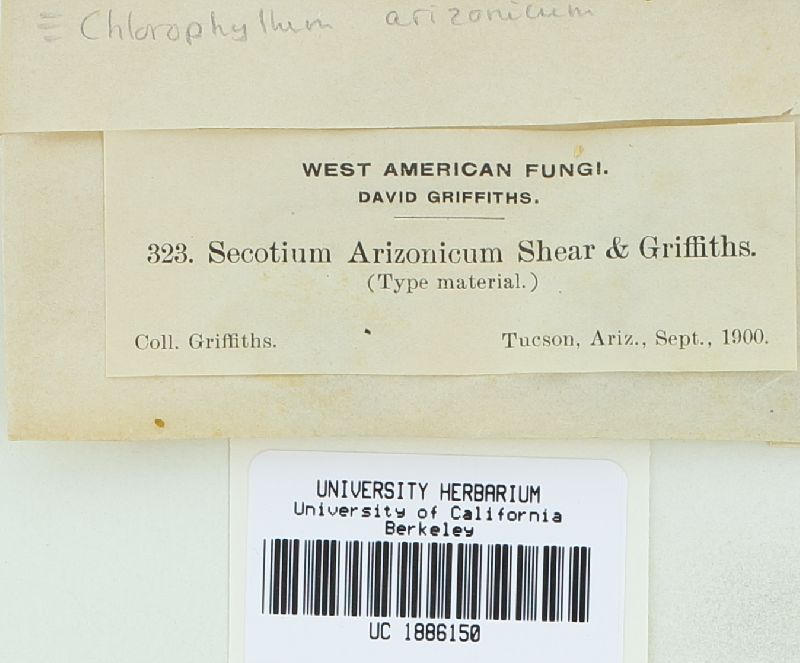 ≡ Chlorophyllum arizonicum
WEST AMERICAN FUNGI.
DAVID GRIFFITHS.
323. Secotium Arizonicum Shear & Griffiths.
(Type material.)
Coll. Griffiths. Tucson, Ariz., Sept., 1900.
UNIVERSITY HERBARIUM
University of California
Berkeley
UC 1886150